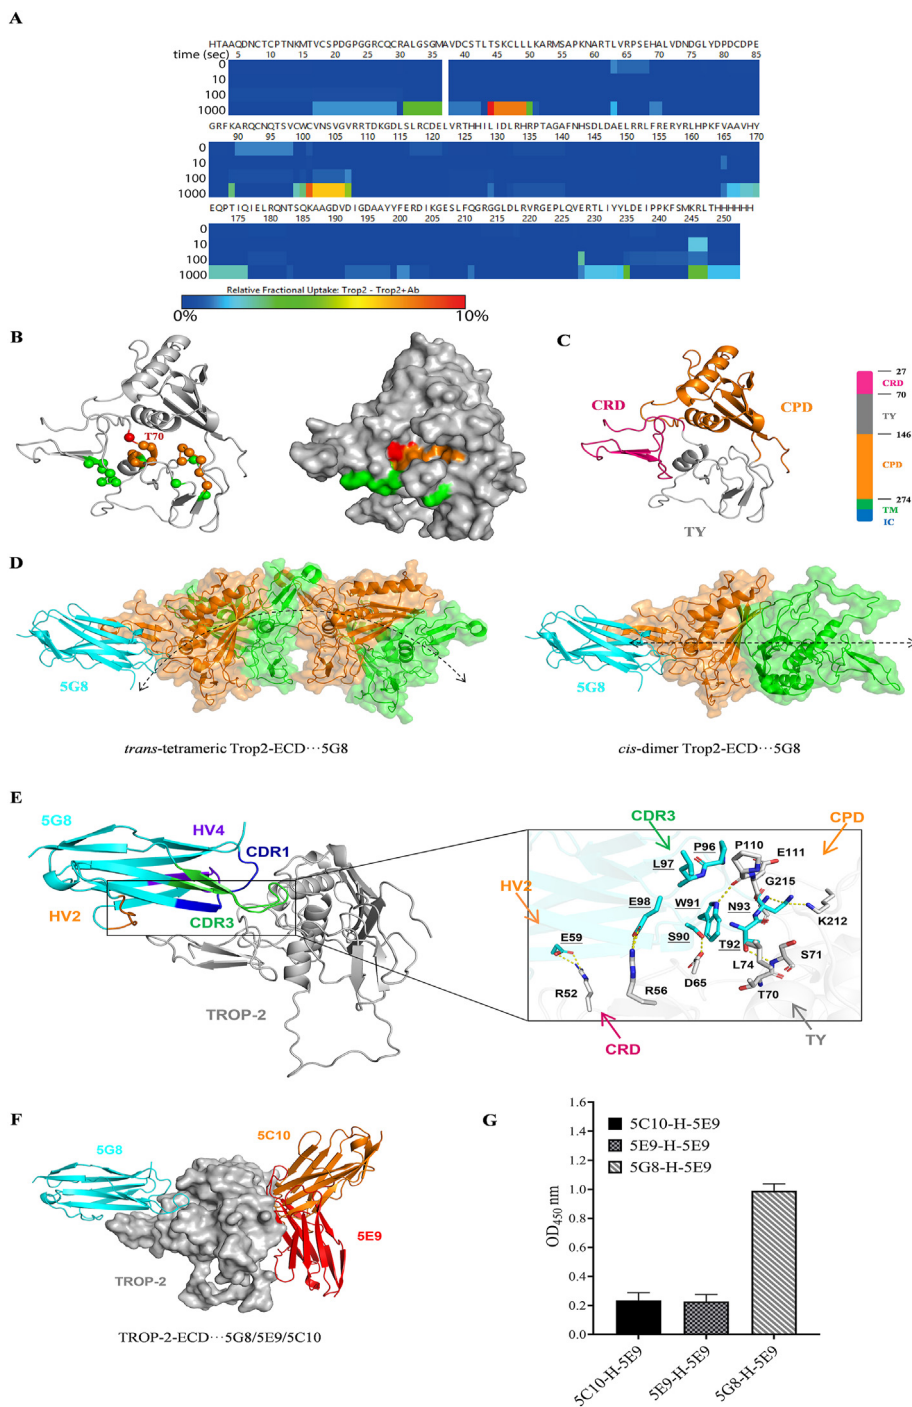 A
HTAAQDNCTCPTNKMTVCSPDGPGGRCQCRALGSGMAVDCSTLTSKCLLLKARMSAPKNARTLVRPSEHALVDNDGLYDPDCDPE
time (sec) 5 10 15 20 25 30 35 40 45 50 55 60 65 70 75 80 85
0
10
100
1000
GRFKARQCNQTSVCWCVNSVGVRRTDKGDLSLRCDELVRTHHILIDLRHRPTAGAFNHSDLDAELRRLFRERYRLHPKFVAAVHY
90 95 100 105 110 115 120 125 130 135 140 145 150 155 160 165 170
0
10
100
1000
EQPTIQIELRQNTSQKAAGDVDIGDAAYYFERDIKGESLFQGRGGLDLRVRGEPLQVERTLIYYLDEIPPKFSMKRLTHHHHHH
175 180 185 190 195 200 205 210 215 220 225 230 235 240 245 250
0
10
100
1000
Relative Fractional Uptake: Trop2 - Trop2+Ab
0% 10%
B
T70
C
CRD
CPD
TY
27
CRD
70
TY
146
CPD
274
TM
IC
D
5G8
trans-tetrameric Trop2-ECD···5G8
5G8
cis-dimer Trop2-ECD···5G8
E
5G8
HV4
CDR1
HV2
CDR3
TROP-2
CDR3
CPD
HV2
P96
P110
E111
L97
G215
E98
W91
N93
K212
E59
S90
T92
S71
L74
R52
R56
D65
T70
CRD
TY
F
5G8
5C10
5E9
TROP-2
TROP-2-ECD···5G8/5E9/5C10
G
1.6
1.4
1.2
1.0
0.8
0.6
0.4
0.2
0.0
OD450 nm
5C10-H-5E9
5E9-H-5E9
5G8-H-5E9
5C10-H-5E9
5E9-H-5E9
5G8-H-5E9